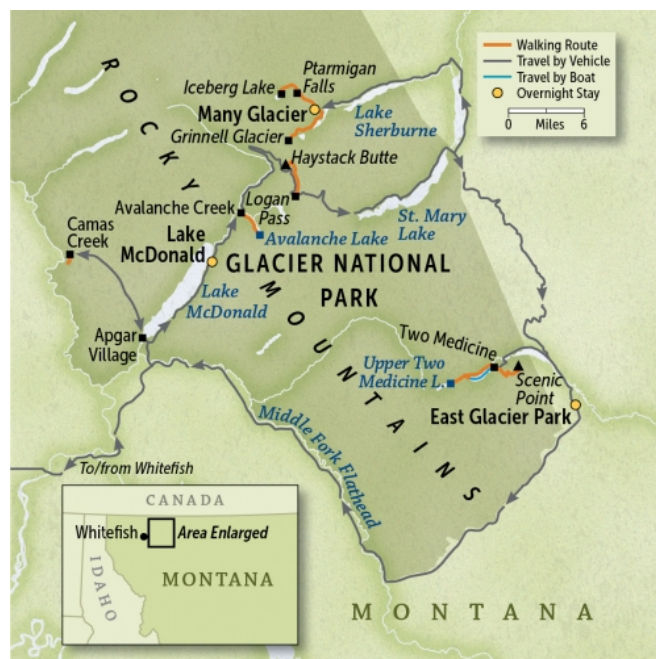 Walking Route
Travel by Vehicle
Travel by Boat
Overnight Stay
0 Miles 6
ROCKY
MOUNTAINS
Iceberg Lake
Ptarmigan
Falls
Many Glacier
Lake
Sherburne
Grinnell Glacier
Haystack Butte
Avalanche Creek
Logan
Pass
St. Mary
Lake
Camas
Creek
Lake
McDonald
Avalanche Lake
GLACIER NATIONAL
PARK
Lake
McDonald
Apgar
Village
Two Medicine
Upper Two
Medicine L.
Scenic
Point
East Glacier Park
Middle Fork Flathead
To/from Whitefish
CANADA
Whitefish
Area Enlarged
IDAHO
MONTANA
MONTANA